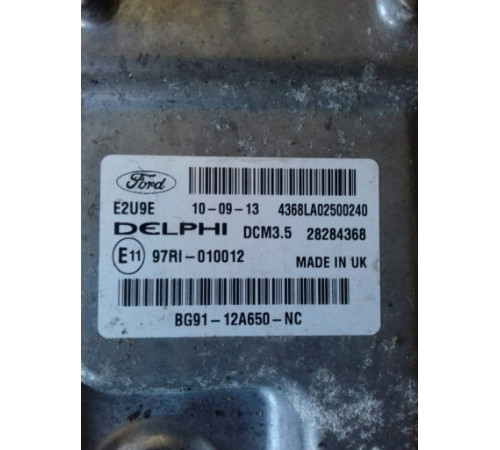 Ford
E2U9E 10-09-13 4368LA02500240
DELPHI DCM3.5 28284368
E11 97RI-010012 MADE IN UK
BG91-12A650-NC